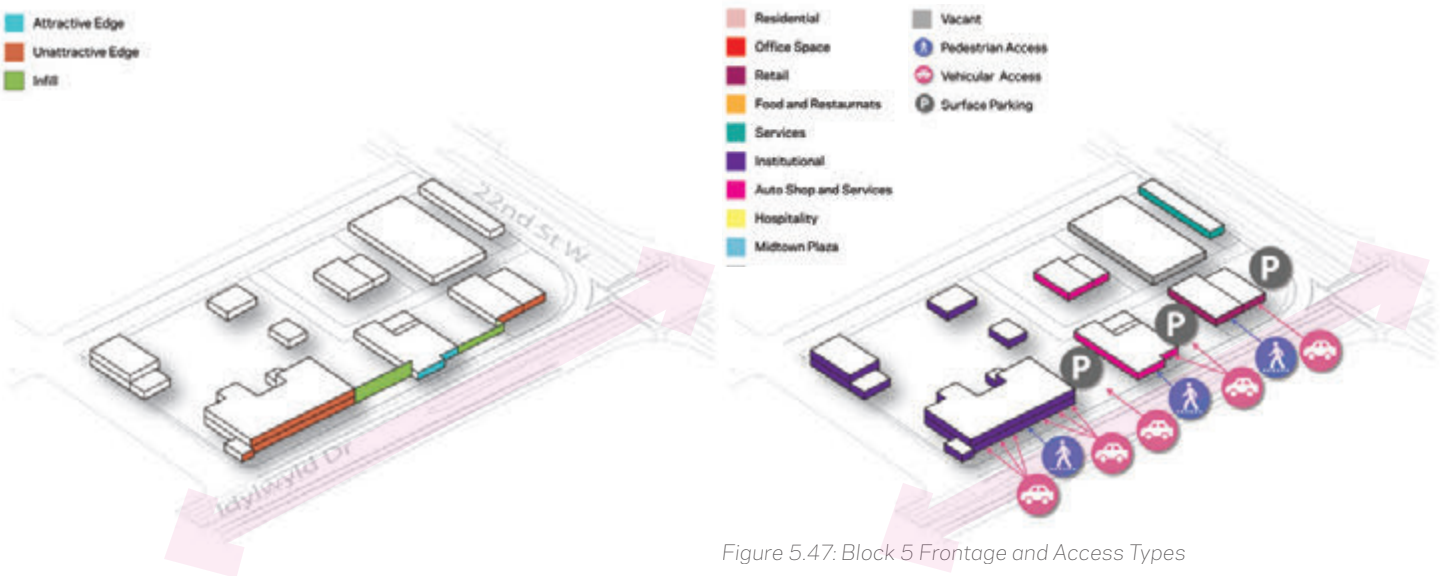 Attractive Edge
Unattractive Edge
Infill
22nd St W
Idylwyld Dr
Residential
Office Space
Retail
Food and Restaurnats
Services
Institutional
Auto Shop and Services
Hospitality
Midtown Plaza
Vacant
Pedestrian Access
Vehicular Access
P Surface Parking
P
P
P
Figure 5.47: Block 5 Frontage and Access Types